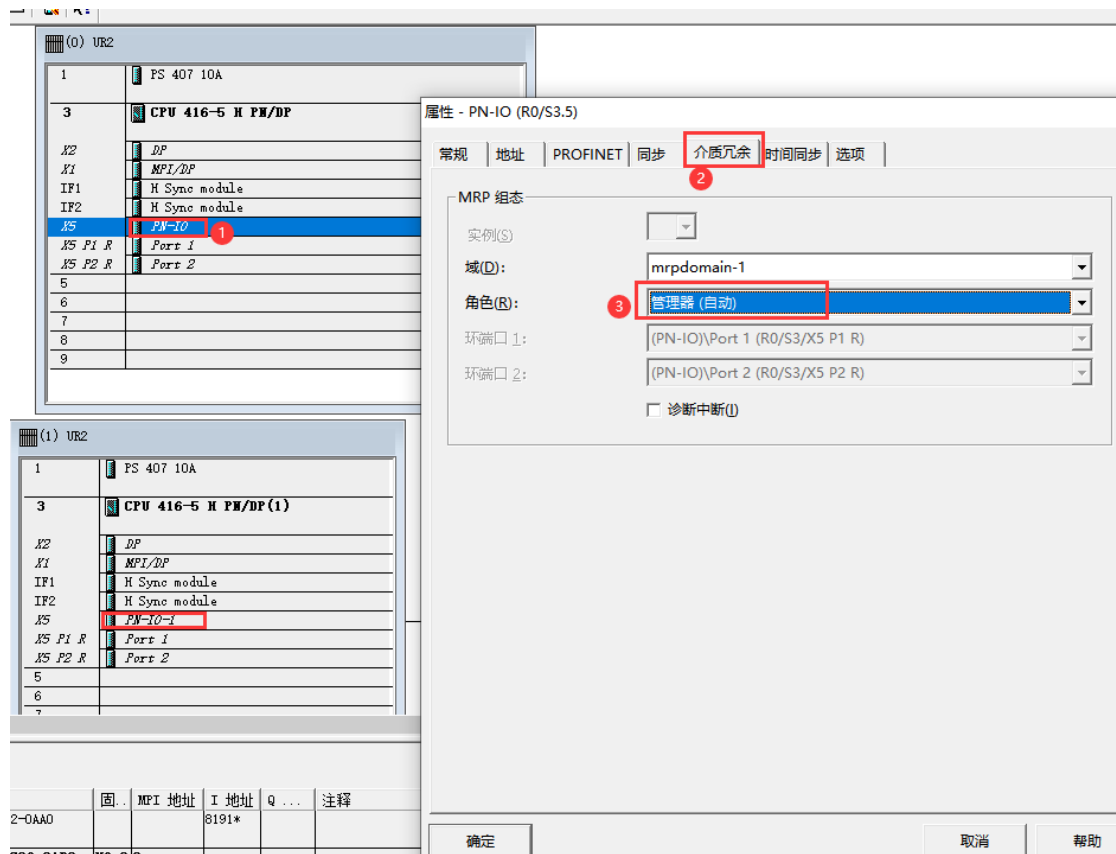 (0) UR2
1 PS 407 10A
3 CPU 416-5 H PN/DP
X2 DP
X1 MPI/DP
IF1 H Sync module
IF2 H Sync module
X5 PN-IO 1
X5 P1 R Port 1
X5 P2 R Port 2
5
6
7
8
9
(1) UR2
1 PS 407 10A
3 CPU 416-5 H PN/DP(1)
X2 DP
X1 MPI/DP
IF1 H Sync module
IF2 H Sync module
X5 PN-IO-1
X5 P1 R Port 1
X5 P2 R Port 2
5
6
7
固.. MPI 地址 I 地址 Q ... 注释
2-0AA0 8191*
属性 - PN-IO (R0/S3.5)
常规 地址 PROFINET 同步 介质冗余 时间同步 选项
2
MRP 组态
实例(S)
域(D): mrpdomain-1
角色(R): 3 管理器 (自动)
环端口 1: (PN-IO)\Port 1 (R0/S3/X5 P1 R)
环端口 2: (PN-IO)\Port 2 (R0/S3/X5 P2 R)
诊断中断(I)
确定 取消 帮助